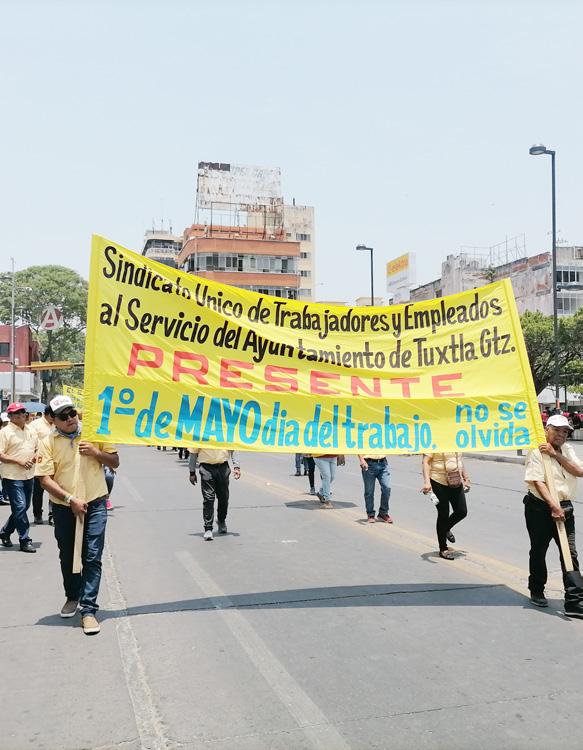 Sindicato Unico de Trabajadores y Empleados
al Servicio del Ayuntamiento de Tuxtla Gtz.
PRESENTE
1º de MAYO dia del trabajo, no se
olvida